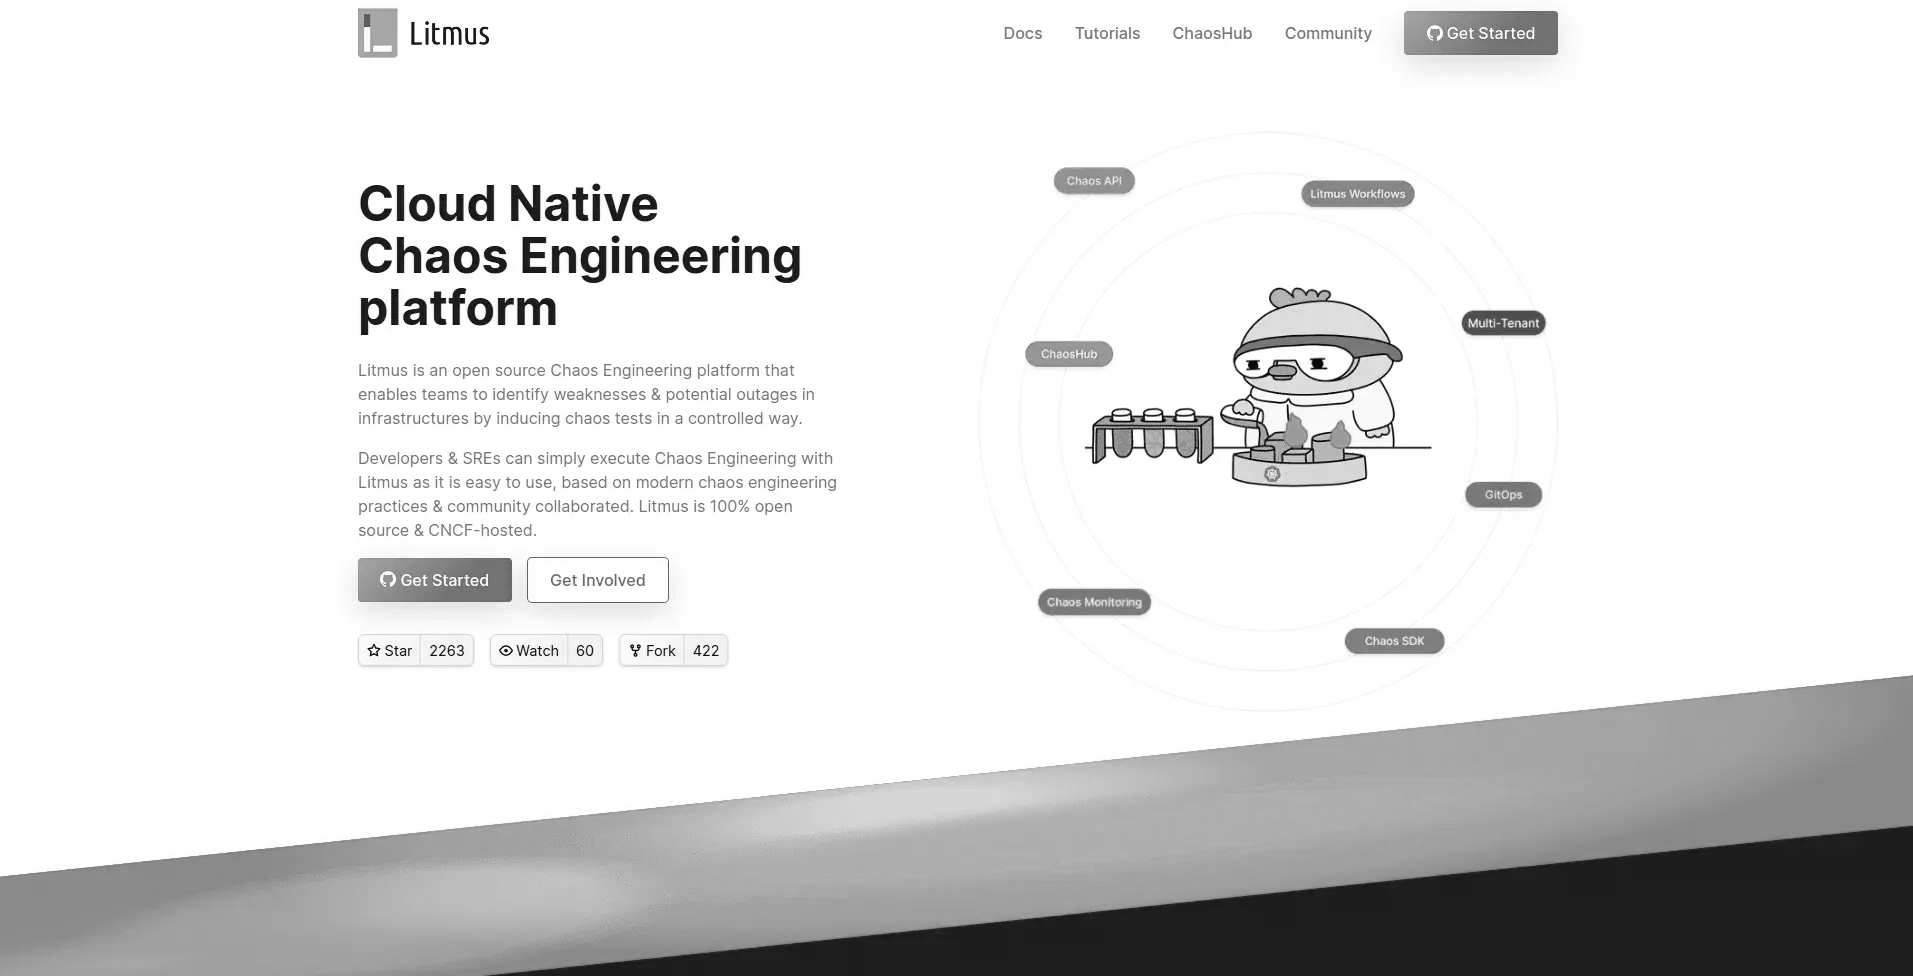 Litmus
Docs
Tutorials
ChaosHub
Community
Get Started
Cloud Native
Chaos Engineering
platform
Litmus is an open source Chaos Engineering platform that
enables teams to identify weaknesses & potential outages in
infrastructures by inducing chaos tests in a controlled way.
Developers & SREs can simply execute Chaos Engineering with
Litmus as it is easy to use, based on modern chaos engineering
practices & community collaborated. Litmus is 100% open
source & CNCF-hosted.
Get Started
Get Involved
Star 2263
Watch 60
Fork 422
Chaos API
Litmus Workflows
Multi-Tenant
ChaosHub
GitOps
Chaos Monitoring
Chaos SDK